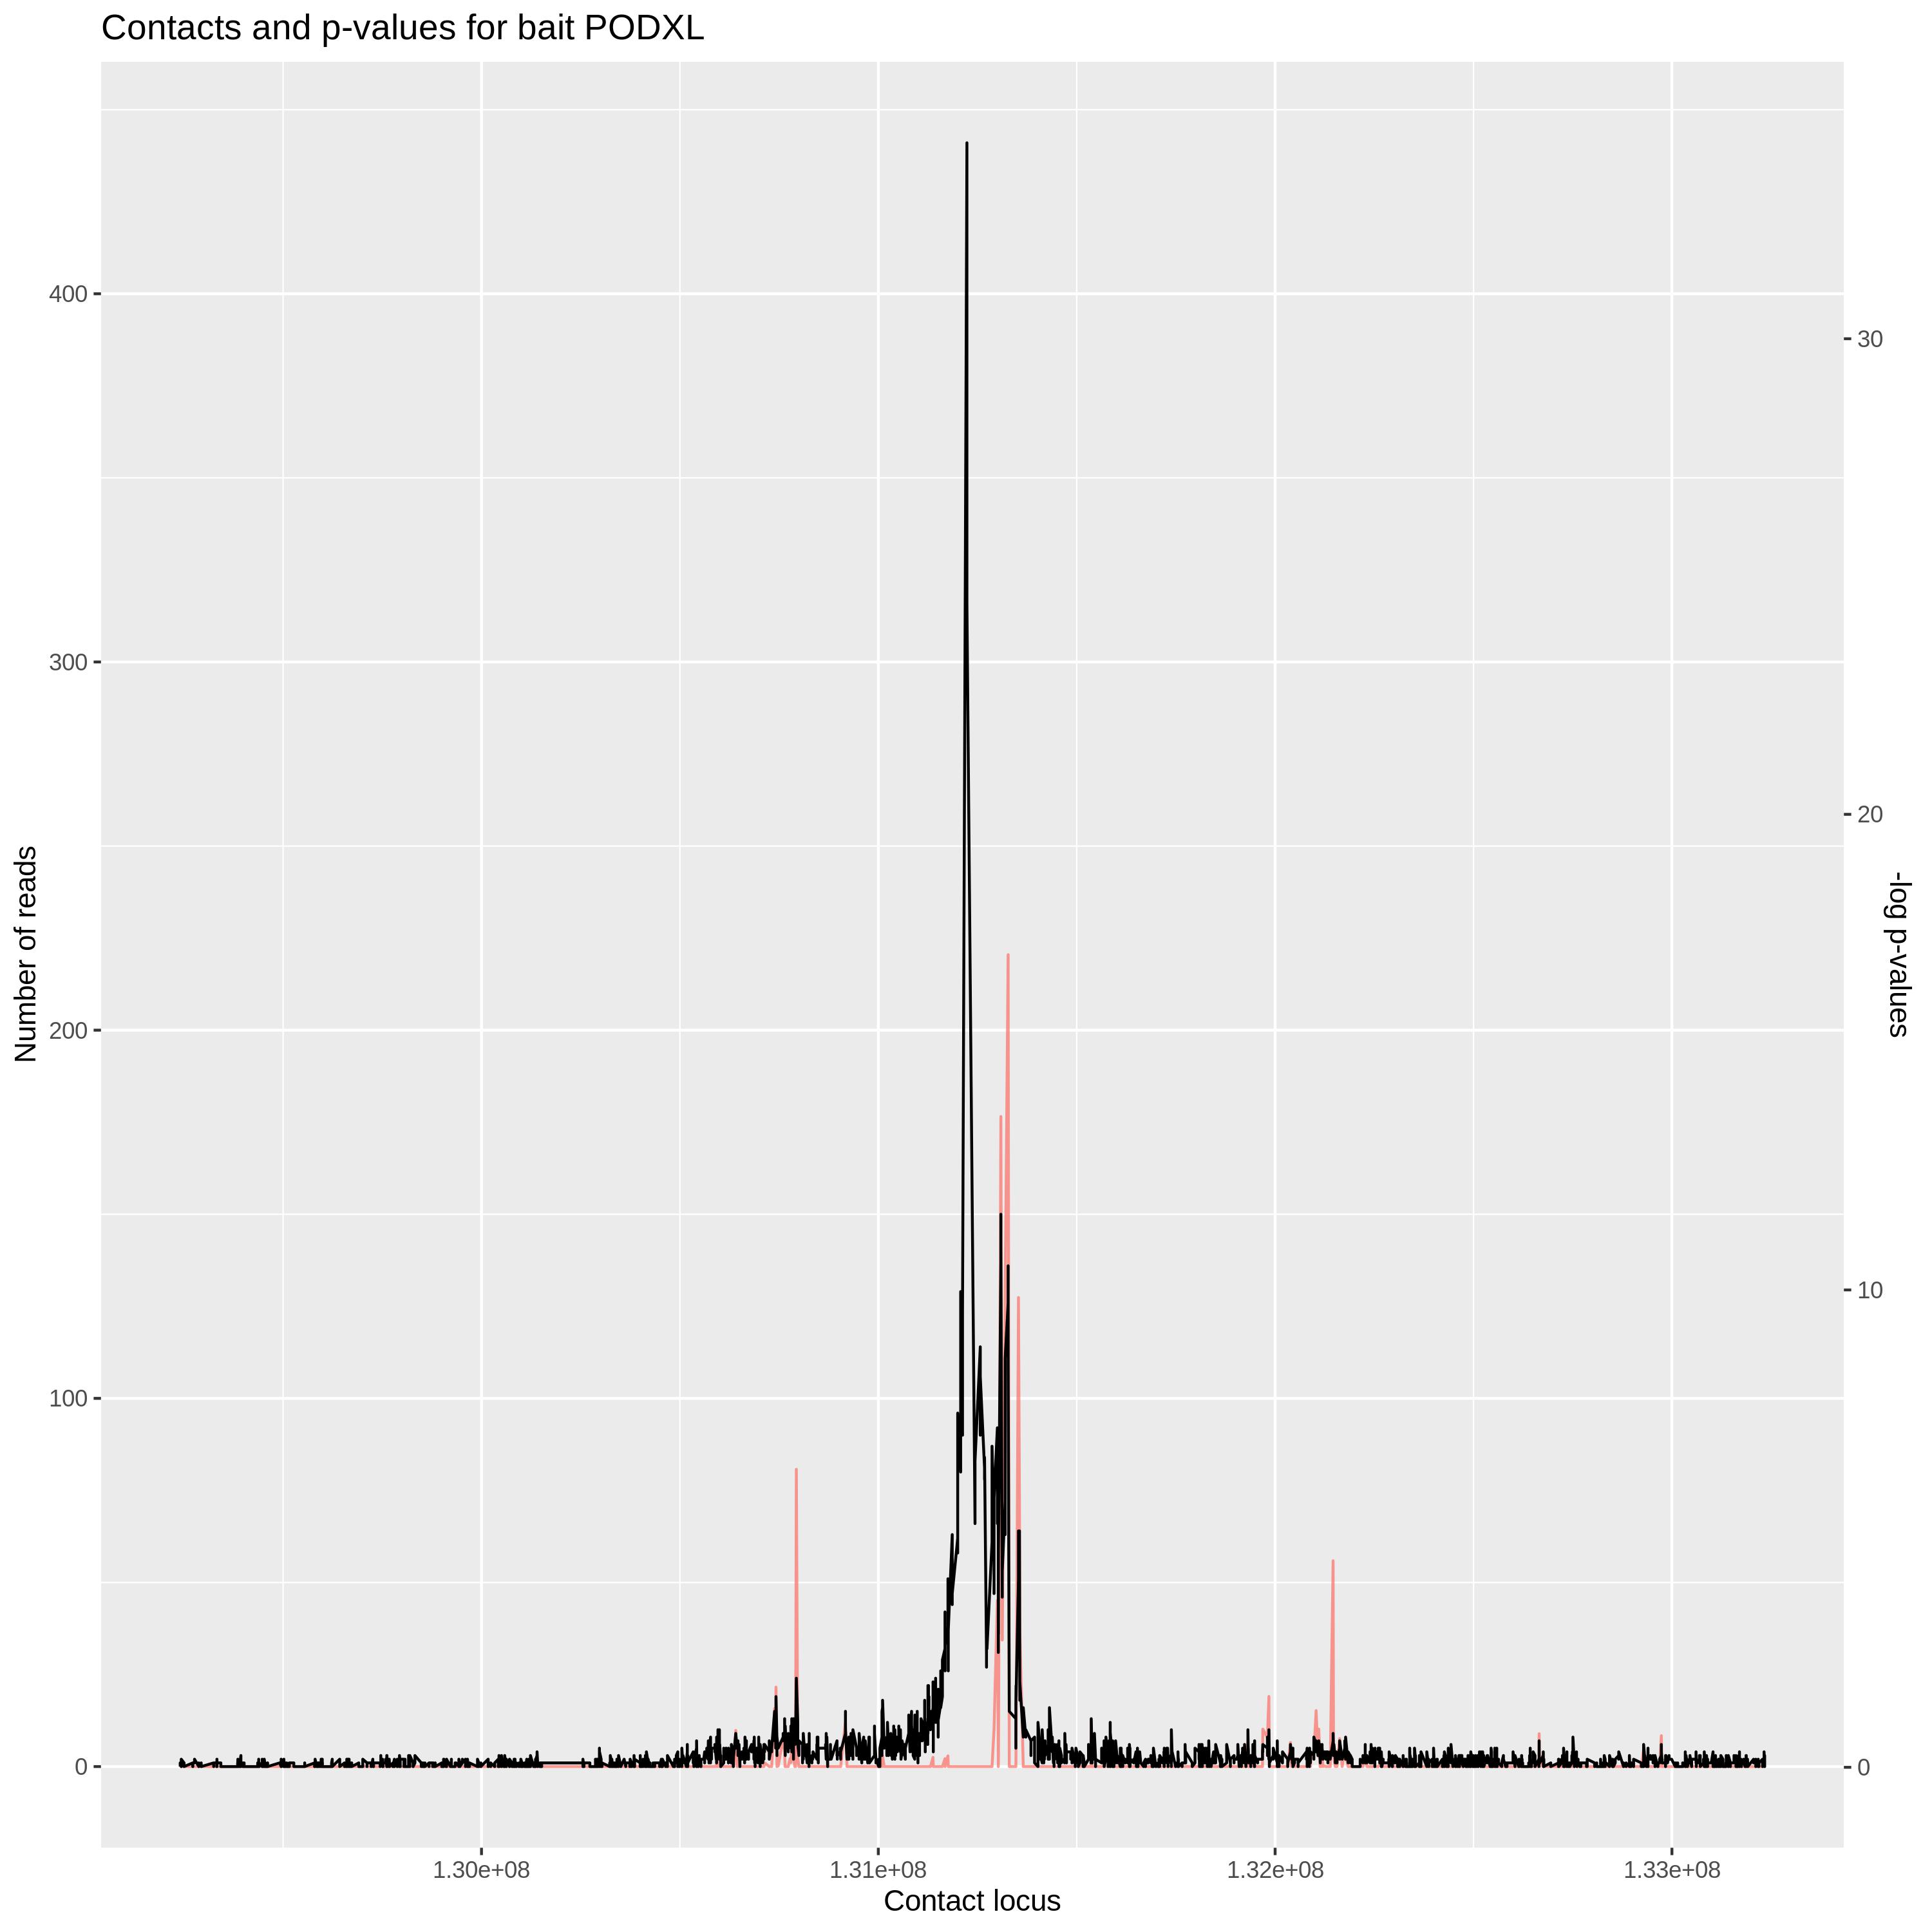 Contacts and p-values for bait PODXL
400
300
200
100
0
Number of reads
30
20
10
0
-log p-values
1.30e+08
1.31e+08
1.32e+08
1.33e+08
Contact locus